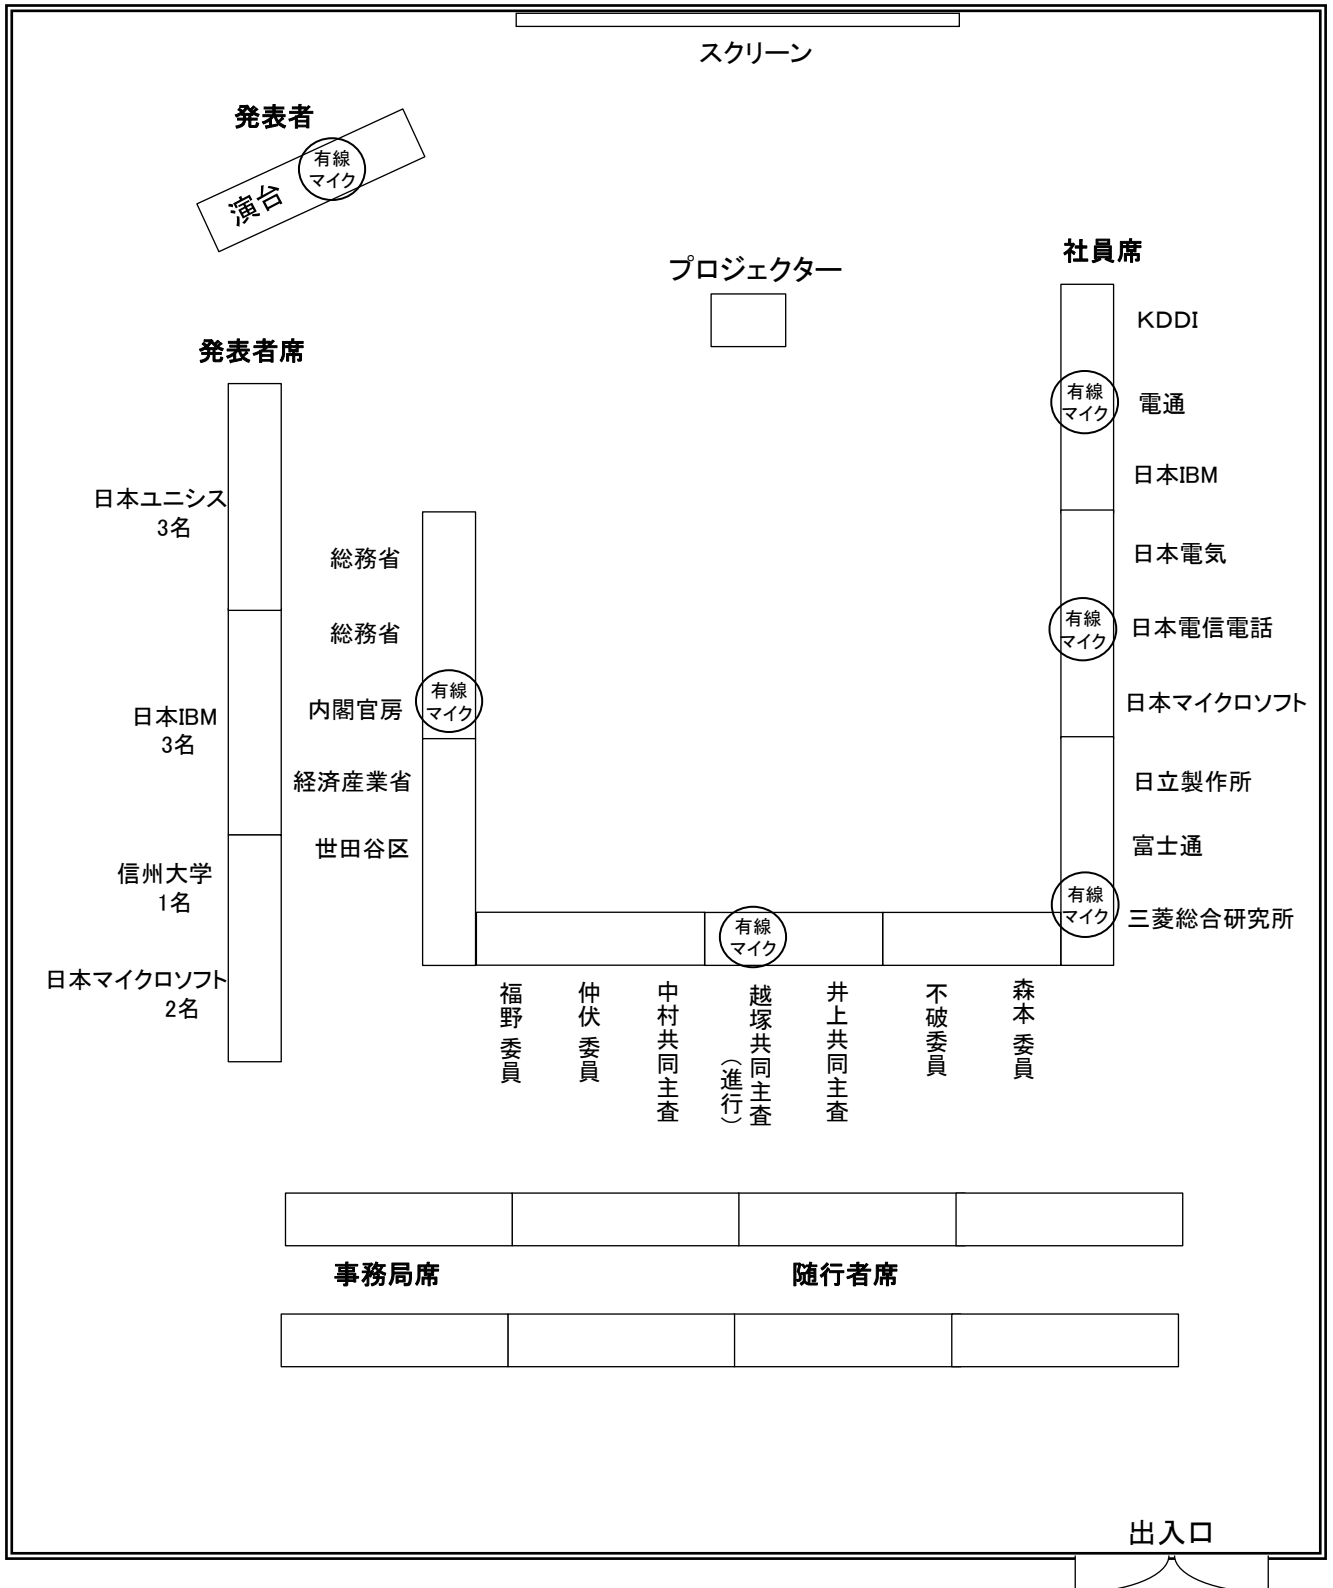 スクリーン
発表者
有線
マイク
演台
社員席
プロジェクター
KDDI
発表者席
有線
マイク
電通
日本IBM
日本ユニシス
3名
総務省
日本電気
総務省
有線
マイク
日本電信電話
日本IBM
3名
内閣官房
有線
マイク
日本マイクロソフト
経済産業省
日立製作所
世田谷区
富士通
信州大学
1名
有線
マイク
三菱総合研究所
有線
マイク
日本マイクロソフト
2名
福野 委員
仲伏 委員
中村共同主査
越塚共同主査
（進行）
井上共同主査
不破委員
森本 委員
事務局席
随行者席
出入口